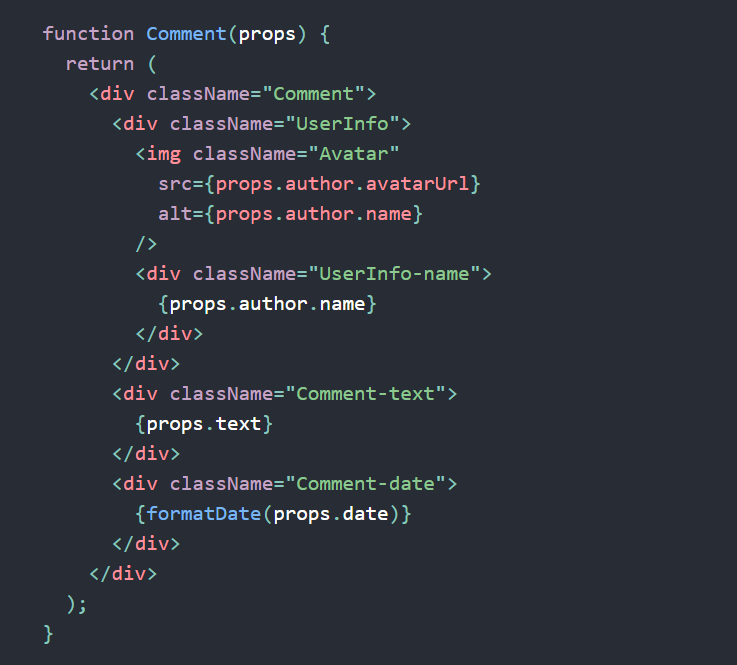 function Comment(props) {
  return (
    <div className="Comment">
      <div className="UserInfo">
        <img className="Avatar"
          src={props.author.avatarUrl}
          alt={props.author.name}
        />
        <div className="UserInfo-name">
          {props.author.name}
        </div>
      </div>
      <div className="Comment-text">
        {props.text}
      </div>
      <div className="Comment-date">
        {formatDate(props.date)}
      </div>
    </div>
  );
}